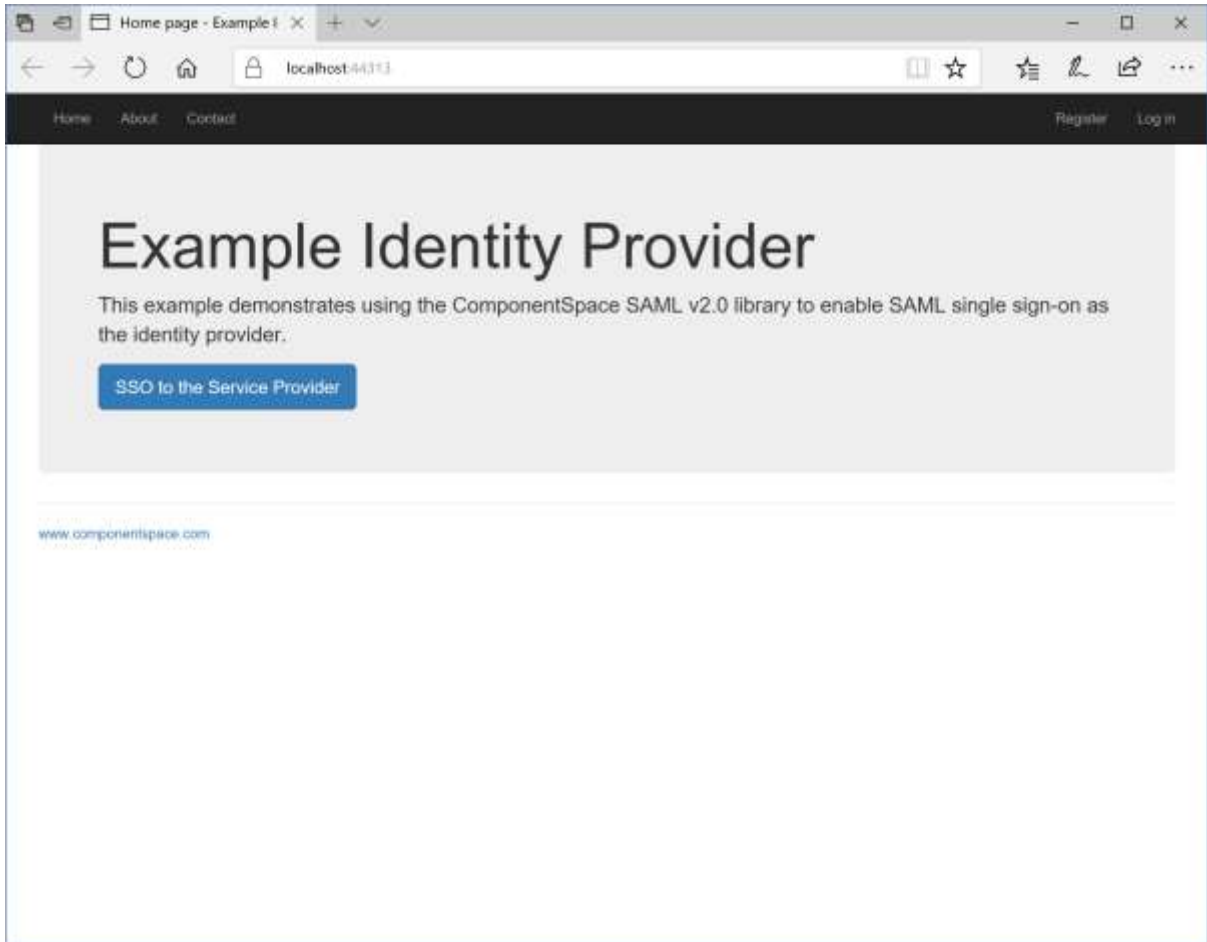 Home page - Example I
localhost:44313
Home About Contact Register Log in
Example Identity Provider
This example demonstrates using the ComponentSpace SAML v2.0 library to enable SAML single sign-on as
the identity provider.
SSO to the Service Provider
www.componentspace.com